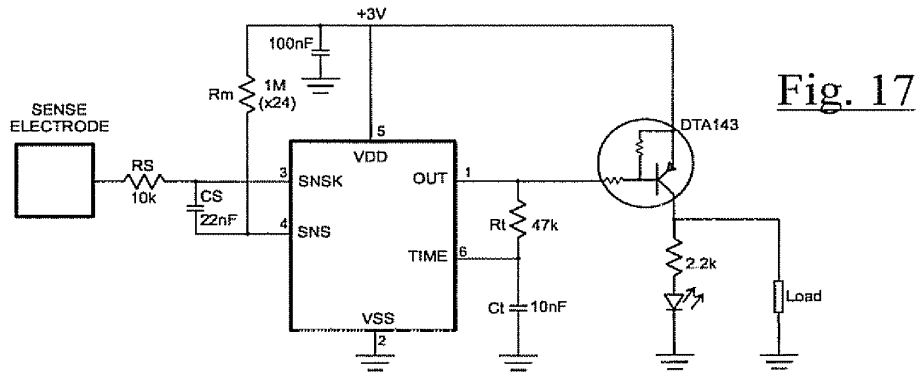 +3V
100nF
Rm
1M
(x24)
Fig. 17
SENSE
ELECTRODE
DTA143
RS
10k
CS
22nF
3
SNSK
4
SNS
5
VDD
OUT
1
TIME
6
VSS
2
Rt
47k
Ct
10nF
2.2k
Load